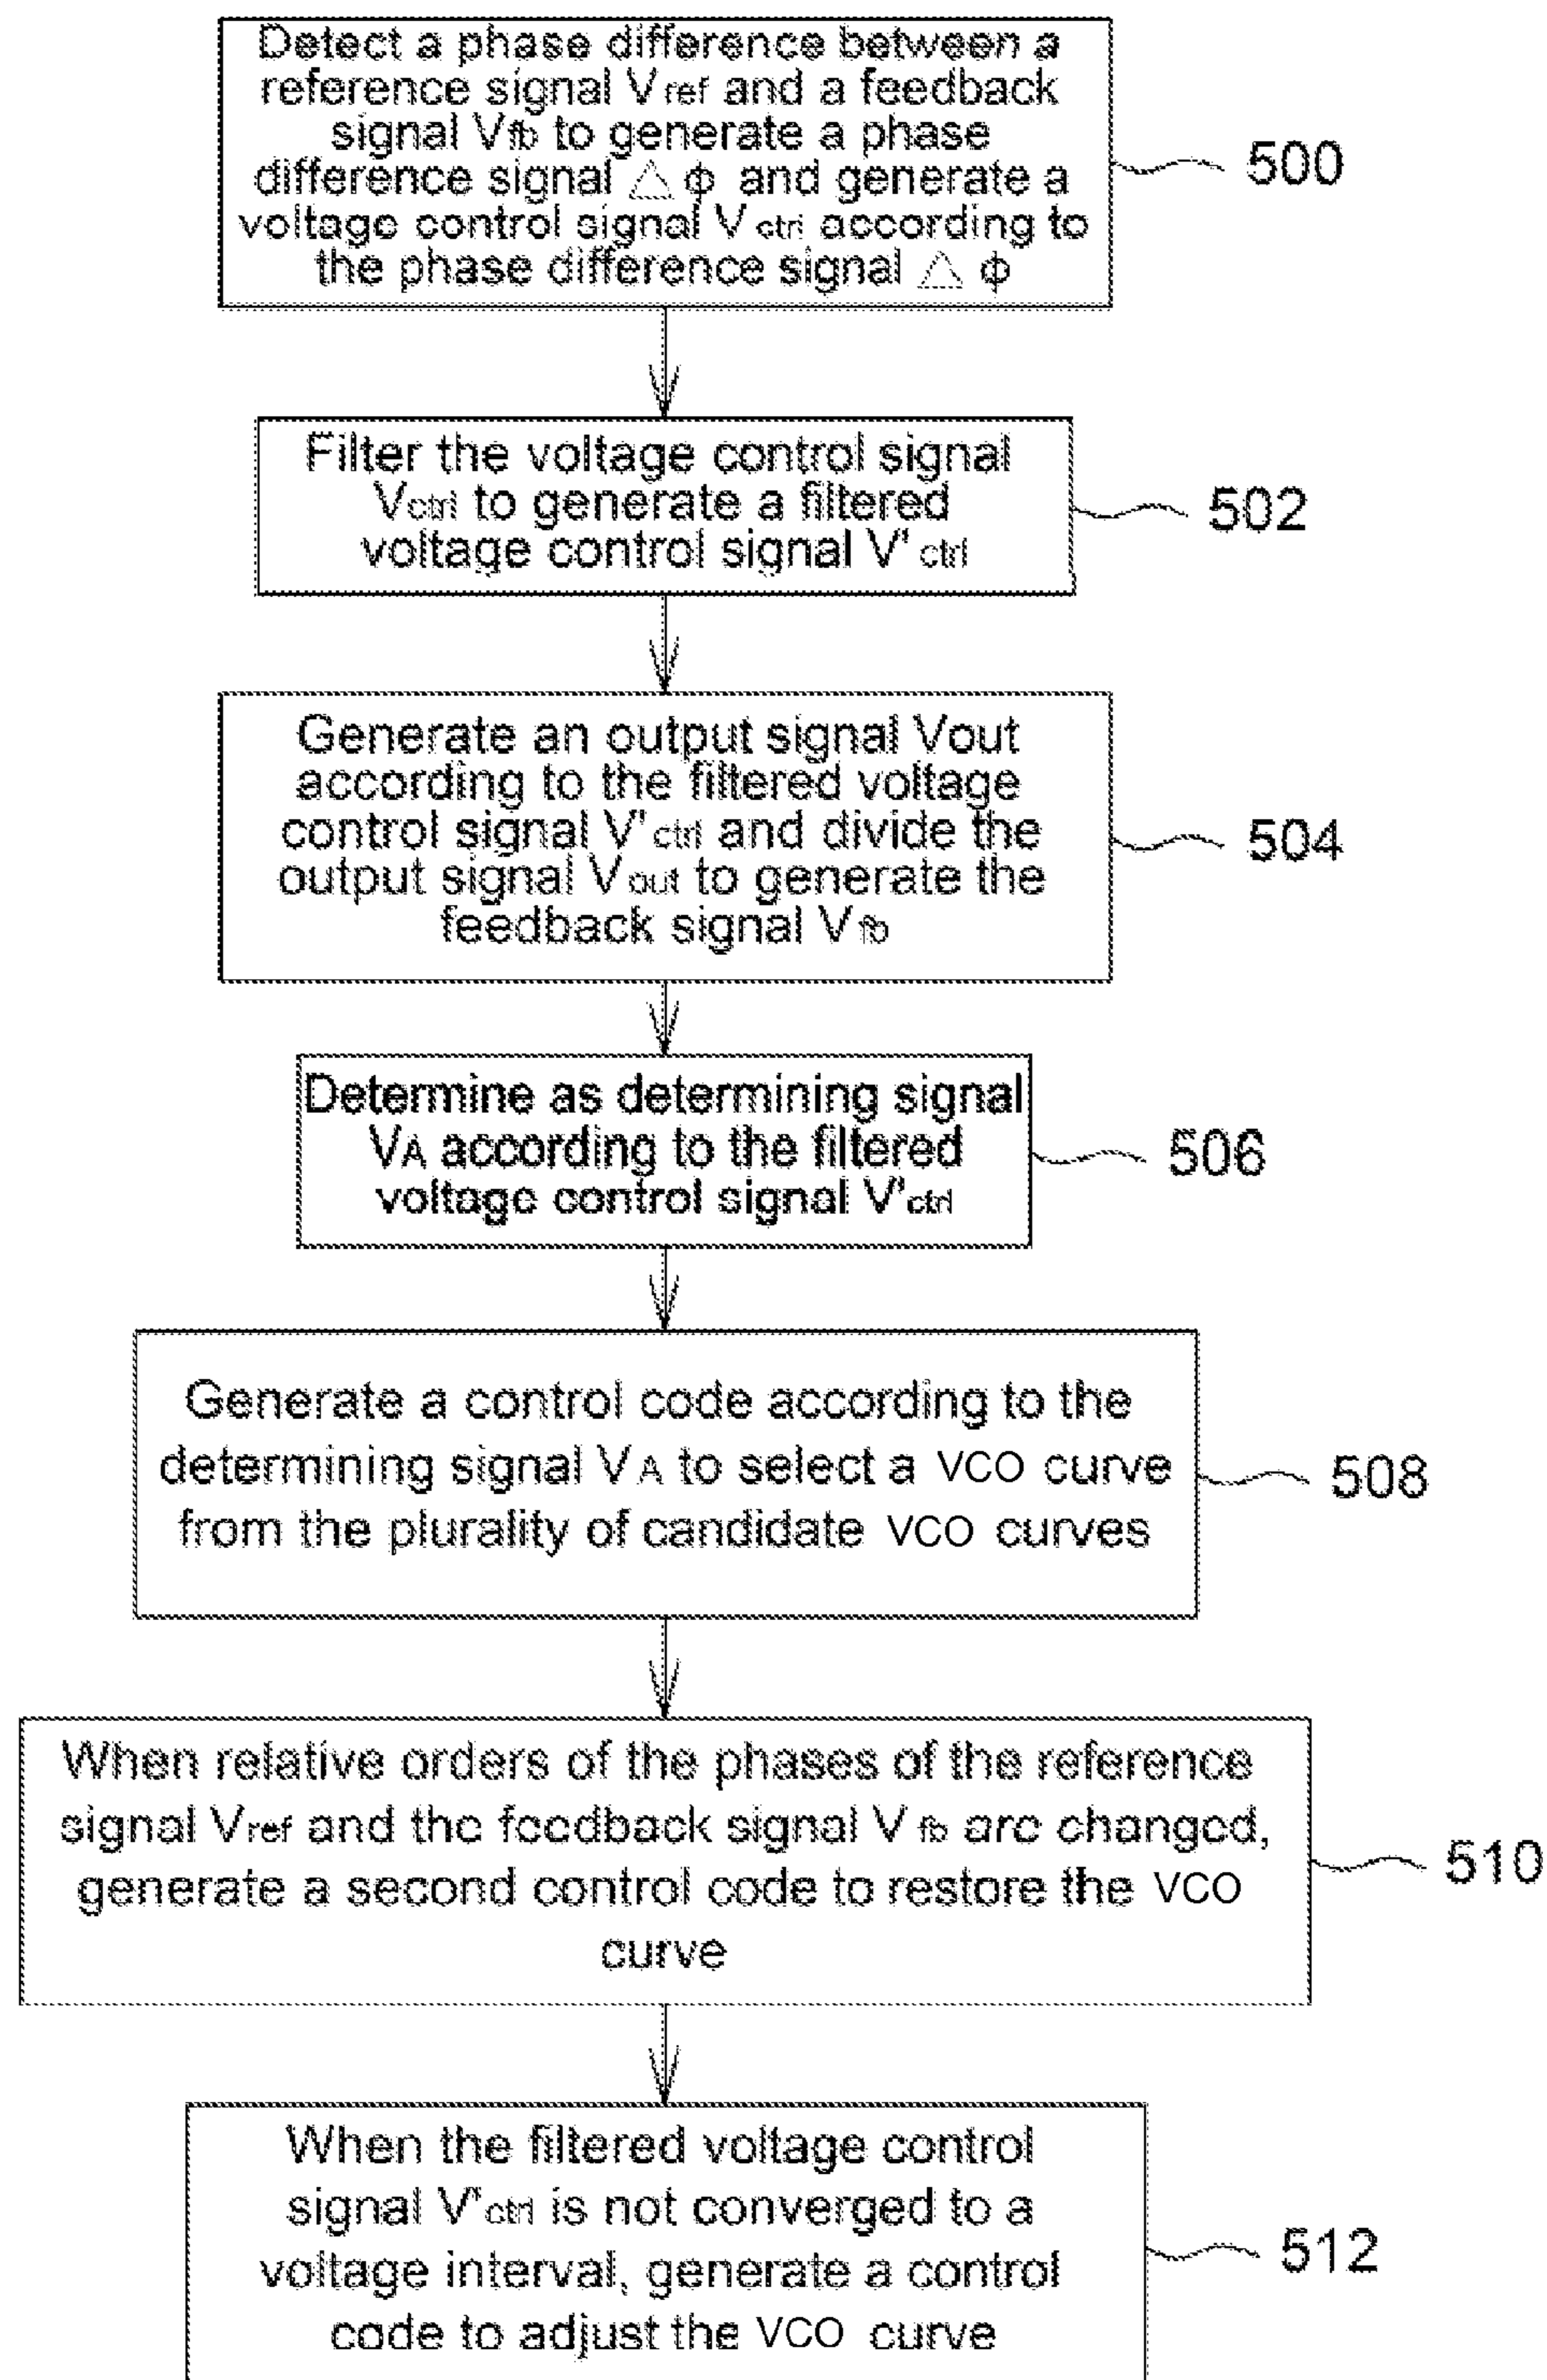 Detect a phase difference between a
reference signal Vref and a feedback
signal Vfb to generate a phase
difference signal △ ϕ and generate a
voltage control signal Vctrl according to
the phase difference signal △ ϕ
500
Filter the voltage control signal
Vctrl to generate a filtered
voltage control signal V'ctrl
502
Generate an output signal Vout
according to the filtered voltage
control signal V'ctrl and divide the
output signal Vout to generate the
feedback signal Vfb
504
Determine as determining signal
VA according to the filtered
voltage control signal V'ctrl
506
Generate a control code according to the
determining signal VA to select a VCO curve
from the plurality of candidate VCO curves
508
When relative orders of the phases of the reference
signal Vref and the feedback signal Vfb are changed,
generate a second control code to restore the VCO
curve
510
When the filtered voltage control
signal V'ctrl is not converged to a
voltage interval, generate a control
code to adjust the VCO curve
512